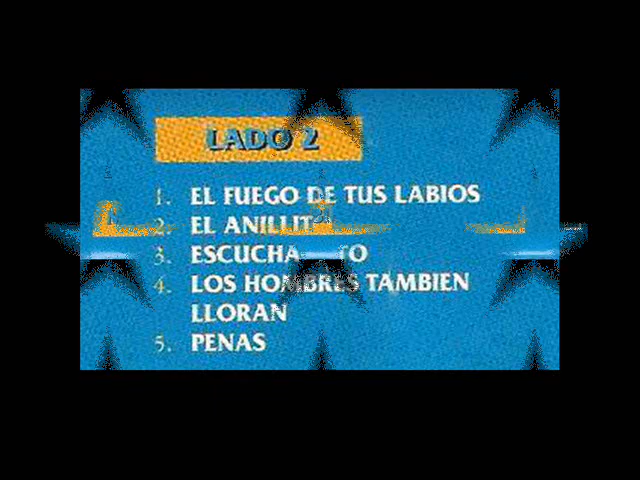 LADO 2
1. EL FUEGO DE TUS LABIOS
2. EL
3. ESCUCHA
4. LOS HOMBRES TAMBIEN
LLORAN
5. PENAS